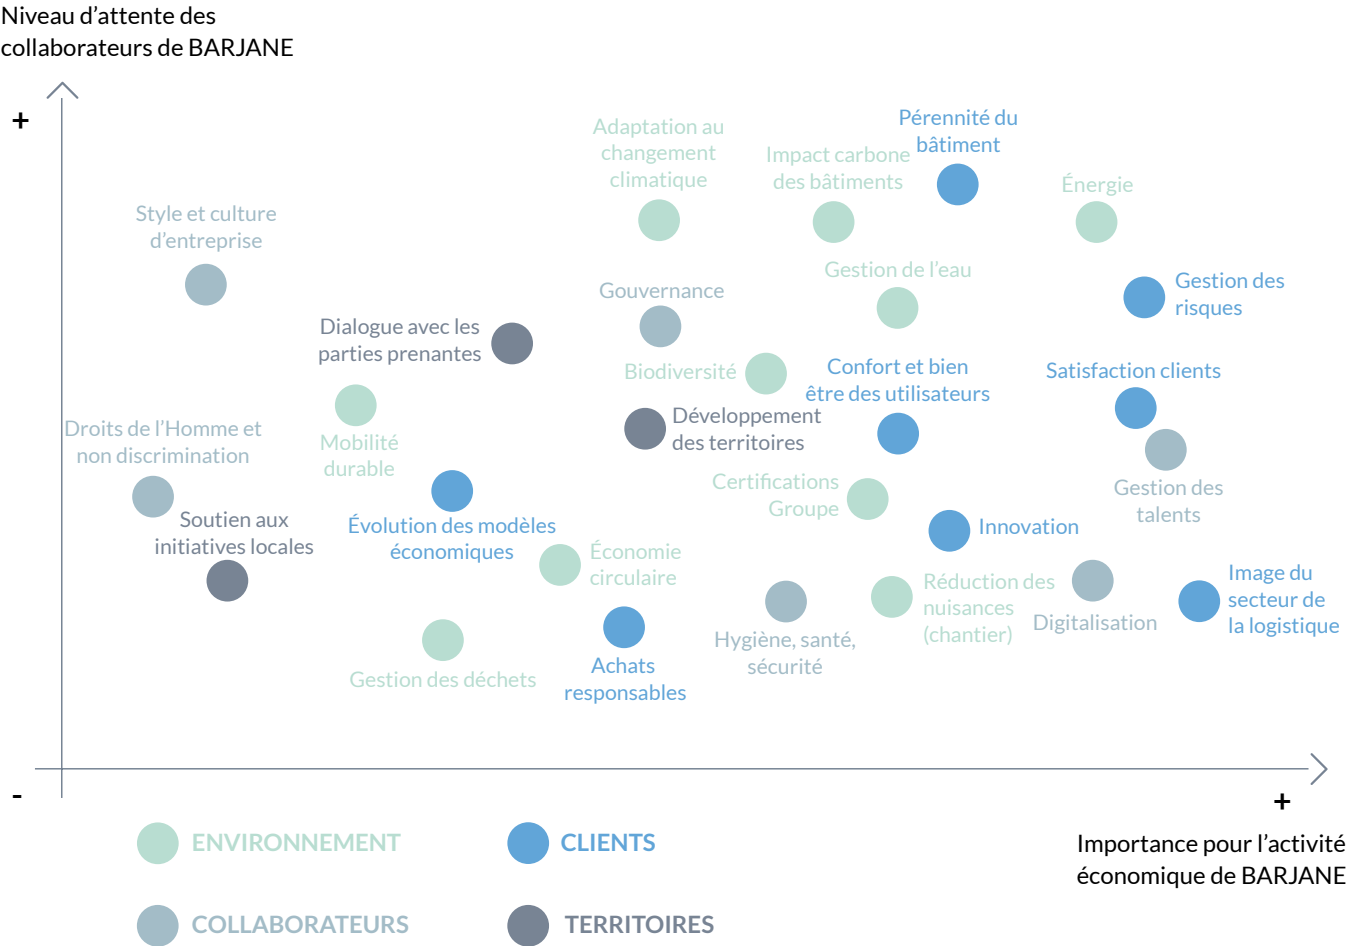 Niveau d’attente des
collaborateurs de BARJANE
+
Adaptation au
changement
climatique
Impact carbone
des bâtiments
Pérennité du
bâtiment
Énergie
Style et culture
d’entreprise
Gestion de l’eau
Gestion des
risques
Gouvernance
Dialogue avec les
parties prenantes
Biodiversité
Confort et bien
être des utilisateurs
Satisfaction clients
Développement
des territoires
Droits de l’Homme et
non discrimination
Mobilité
durable
Certifications
Groupe
Gestion des
talents
Soutien aux
initiatives locales
Évolution des modèles
économiques
Innovation
Économie
circulaire
Réduction des
nuisances
(chantier)
Digitalisation
Image du
secteur de
la logistique
Hygiène, santé,
sécurité
Gestion des déchets
Achats
responsables
-
+
Importance pour l’activité
économique de BARJANE
ENVIRONNEMENT
CLIENTS
COLLABORATEURS
TERRITOIRES